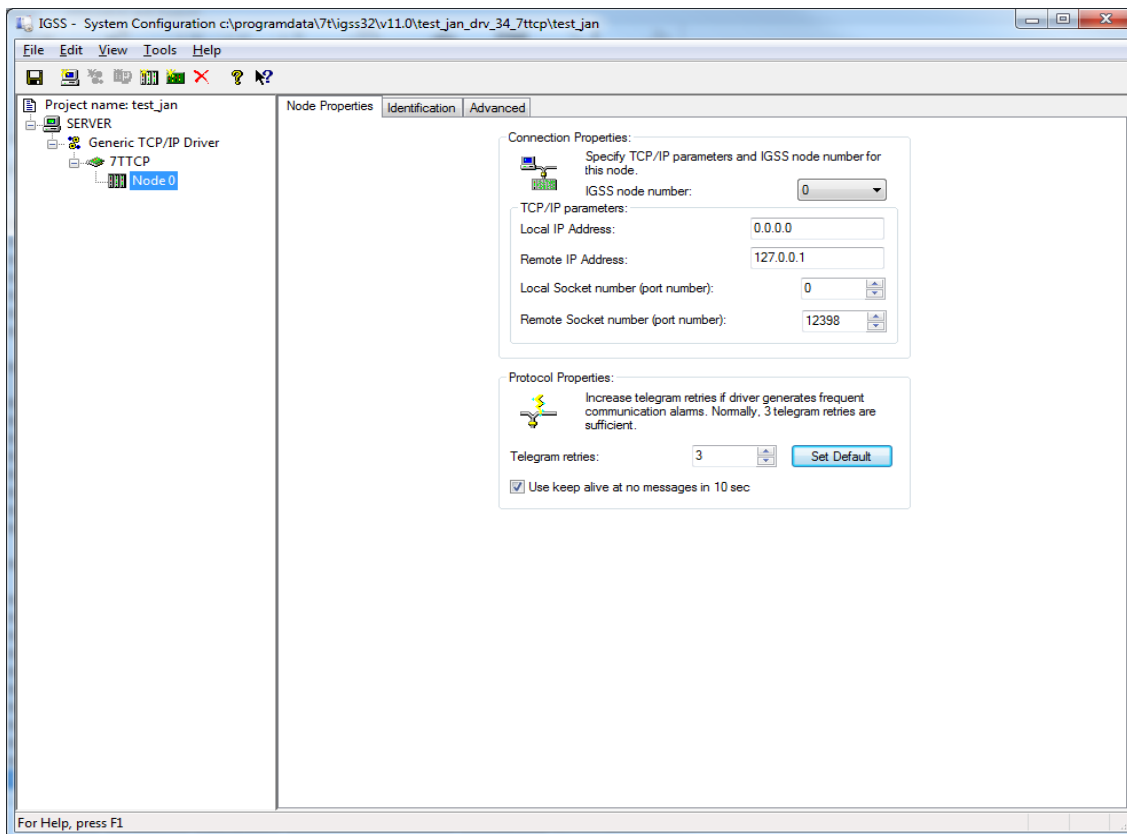 IGSS - System Configuration c:\programdata\7t\igss32\v11.0\test_jan_drv_34_7ttcp\test_jan
File Edit View Tools Help
Project name: test_jan
SERVER
Generic TCP/IP Driver
7TTCP
Node 0
Node Properties Identification Advanced
Connection Properties:
Specify TCP/IP parameters and IGSS node number for
this node.
IGSS node number: 0
TCP/IP parameters:
Local IP Address: 0.0.0.0
Remote IP Address: 127.0.0.1
Local Socket number (port number): 0
Remote Socket number (port number): 12398
Protocol Properties:
Increase telegram retries if driver generates frequent
communication alarms. Normally, 3 telegram retries are
sufficient.
Telegram retries: 3 Set Default
Use keep alive at no messages in 10 sec
For Help, press F1